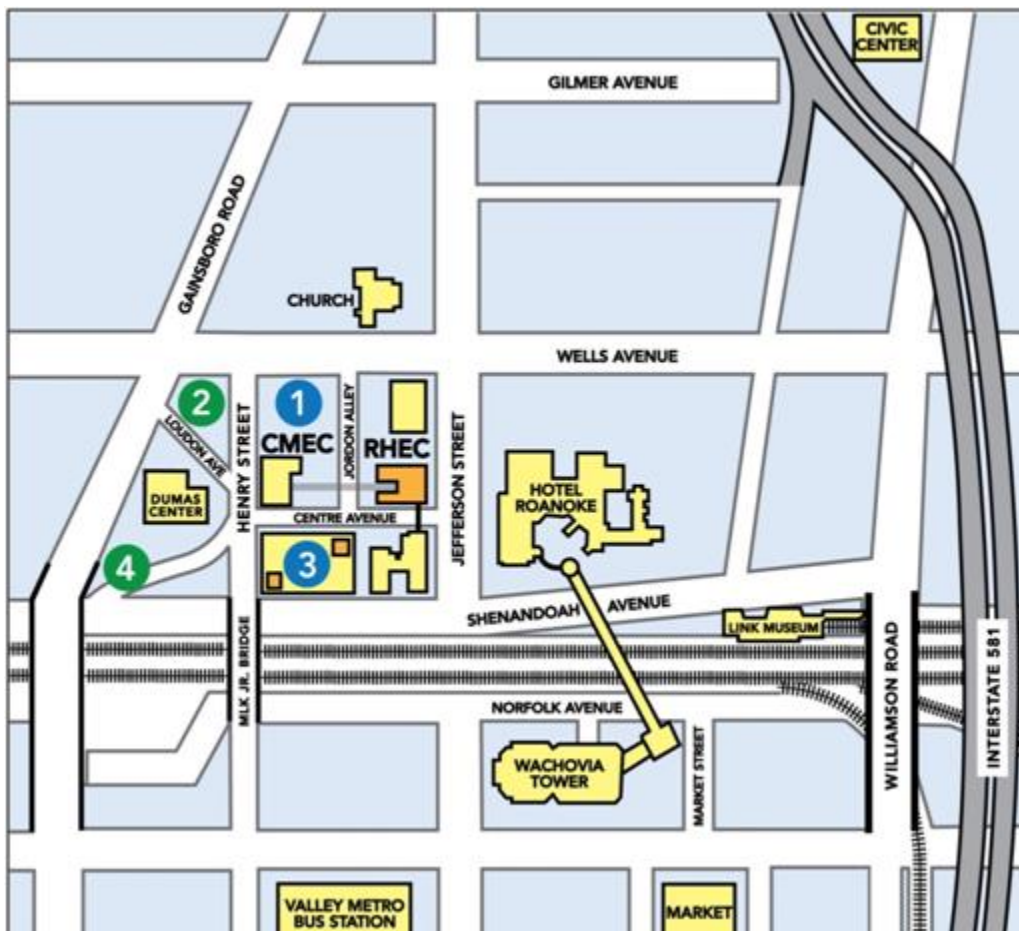 CIVIC
CENTER
GILMER AVENUE
GAINSBORO ROAD
CHURCH
WELLS AVENUE
2
1
LOUDON AVE
HENRY STREET
CMEC
JORDON ALLEY
RHEC
JEFFERSON STREET
DUMAS
CENTER
CENTRE AVENUE
HOTEL
ROANOKE
4
3
SHENANDOAH AVENUE
LINK MUSEUM
MLK JR. BRIDGE
WILLIAMSON ROAD
INTERSTATE 581
NORFOLK AVENUE
WACHOVIA
TOWER
MARKET STREET
VALLEY METRO
BUS STATION
MARKET